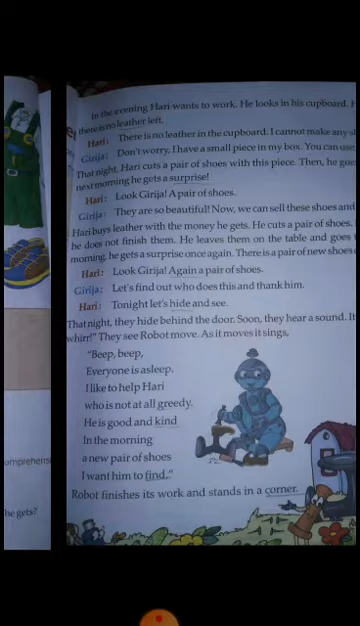 In the evening Hari wants to work. He looks in his cupboard.
there is no leather left.
Hari: There is no leather in the cupboard. I cannot make any
Girija: Don't worry, I have a small piece in my box. You can use
That night, Hari cuts a pair of shoes with this piece. Then, he goes
next morning he gets a surprise!
Hari: Look Girija! A pair of shoes.
Girija: They are so beautiful! Now, we can sell these shoes and
Hari buys leather with the money he gets. He cuts a pair of shoes.
he does not finish them. He leaves them on the table and goes
morning, he gets a surprise once again. There is a pair of new shoes
Hari: Look Girija! Again a pair of shoes.
Girija: Let's find out who does this and thank him.
Hari: Tonight let's hide and see.
That night, they hide behind the door. Soon, they hear a sound.
whirr!" They see Robot move. As it moves it sings,
"Beep, beep,
Everyone is asleep.
I like to help Hari
who is not at all greedy.
He is good and kind
In the morning
a new pair of shoes
I want him to find."
Robot finishes its work and stands in a corner.
he gets?